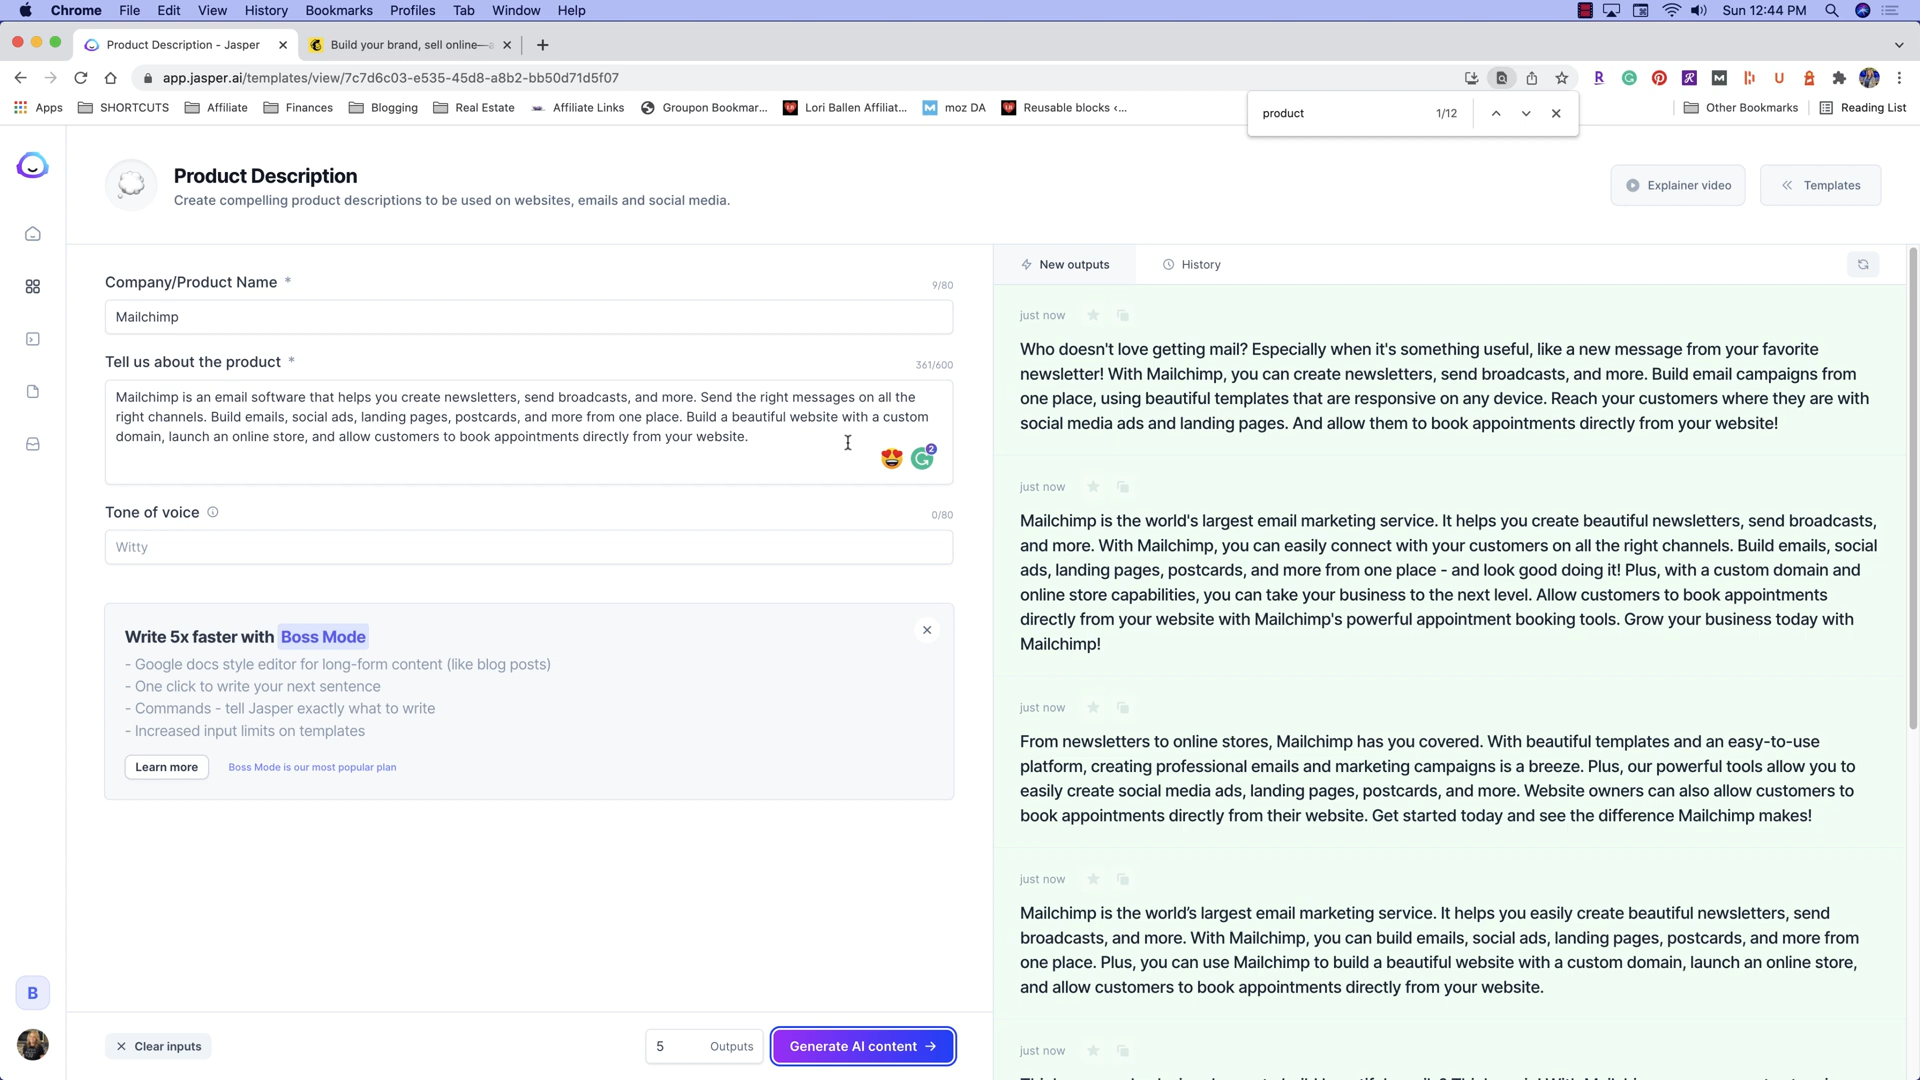 Chrome File Edit View History Bookmarks Profiles Tab Window Help Sun 12:44 PM
Product Description - Jasper Build your brand, sell online—
app.jasper.ai/templates/view/7c7d6c03-e535-45d8-a8b2-bb50d71d5f07
Apps SHORTCUTS Affiliate Finances Blogging Real Estate Affiliate Links Groupon Bookmar... Lori Ballen Affiliat... moz DA Reusable blocks ‹... Other Bookmarks Reading List
product 1/12
Product Description
Create compelling product descriptions to be used on websites, emails and social media.
Explainer video
Templates
Company/Product Name * 9/80
Mailchimp
Tell us about the product * 361/600
Mailchimp is an email software that helps you create newsletters, send broadcasts, and more. Send the right messages on all the
right channels. Build emails, social ads, landing pages, postcards, and more from one place. Build a beautiful website with a custom
domain, launch an online store, and allow customers to book appointments directly from your website.
2
Tone of voice 0/80
Witty
Write 5x faster with Boss Mode
- Google docs style editor for long-form content (like blog posts)
- One click to write your next sentence
- Commands - tell Jasper exactly what to write
- Increased input limits on templates
Learn more Boss Mode is our most popular plan
B
Clear inputs
5 Outputs
Generate AI content
New outputs History
just now
Who doesn't love getting mail? Especially when it's something useful, like a new message from your favorite
newsletter! With Mailchimp, you can create newsletters, send broadcasts, and more. Build email campaigns from
one place, using beautiful templates that are responsive on any device. Reach your customers where they are with
social media ads and landing pages. And allow them to book appointments directly from your website!
just now
Mailchimp is the world's largest email marketing service. It helps you create beautiful newsletters, send broadcasts,
and more. With Mailchimp, you can easily connect with your customers on all the right channels. Build emails, social
ads, landing pages, postcards, and more from one place - and look good doing it! Plus, with a custom domain and
online store capabilities, you can take your business to the next level. Allow customers to book appointments
directly from your website with Mailchimp's powerful appointment booking tools. Grow your business today with
Mailchimp!
just now
From newsletters to online stores, Mailchimp has you covered. With beautiful templates and an easy-to-use
platform, creating professional emails and marketing campaigns is a breeze. Plus, our powerful tools allow you to
easily create social media ads, landing pages, postcards, and more. Website owners can also allow customers to
book appointments directly from their website. Get started today and see the difference Mailchimp makes!
just now
Mailchimp is the world’s largest email marketing service. It helps you easily create beautiful newsletters, send
broadcasts, and more. With Mailchimp, you can build emails, social ads, landing pages, postcards, and more from
one place. Plus, you can use Mailchimp to build a beautiful website with a custom domain, launch an online store,
and allow customers to book appointments directly from your website.
just now